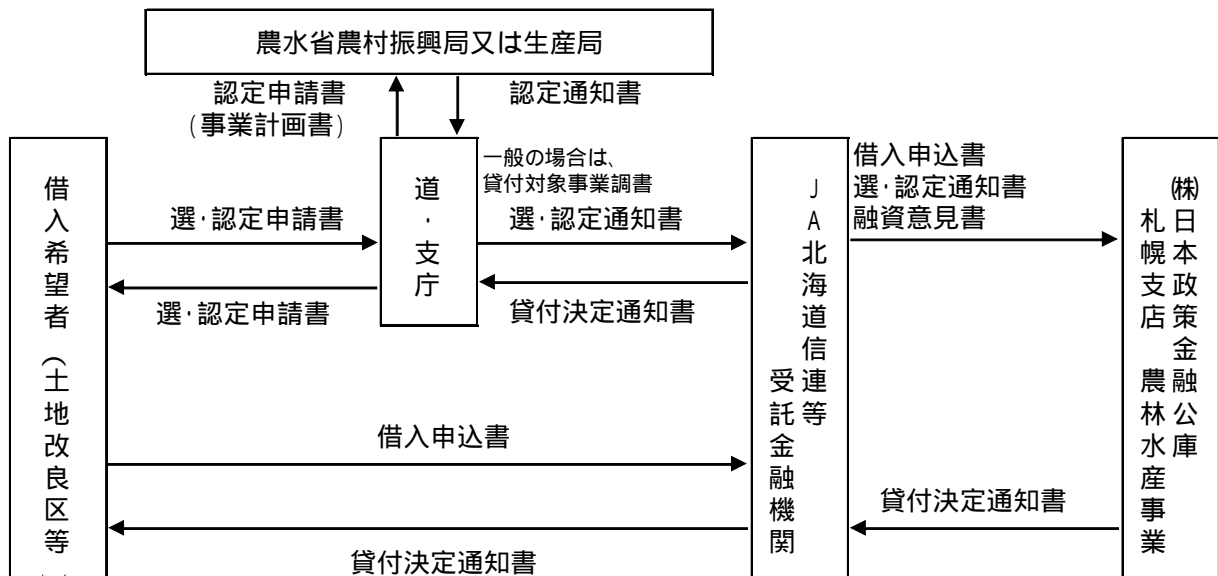 農水省農村振興局又は生産局
認定申請書
(事業計画書)
認定通知書
借入希望者(土地改良区等
選・認定申請書
選・認定申請書
道・支庁
一般の場合は、
貸付対象事業調書
選・認定通知書
貸付決定通知書
JA北海道信連等
受託金融機関
借入申込書
選・認定通知書
融資意見書
㈱日本政策金融公庫
札幌支店 農林水産事業
借入申込書
貸付決定通知書
貸付決定通知書